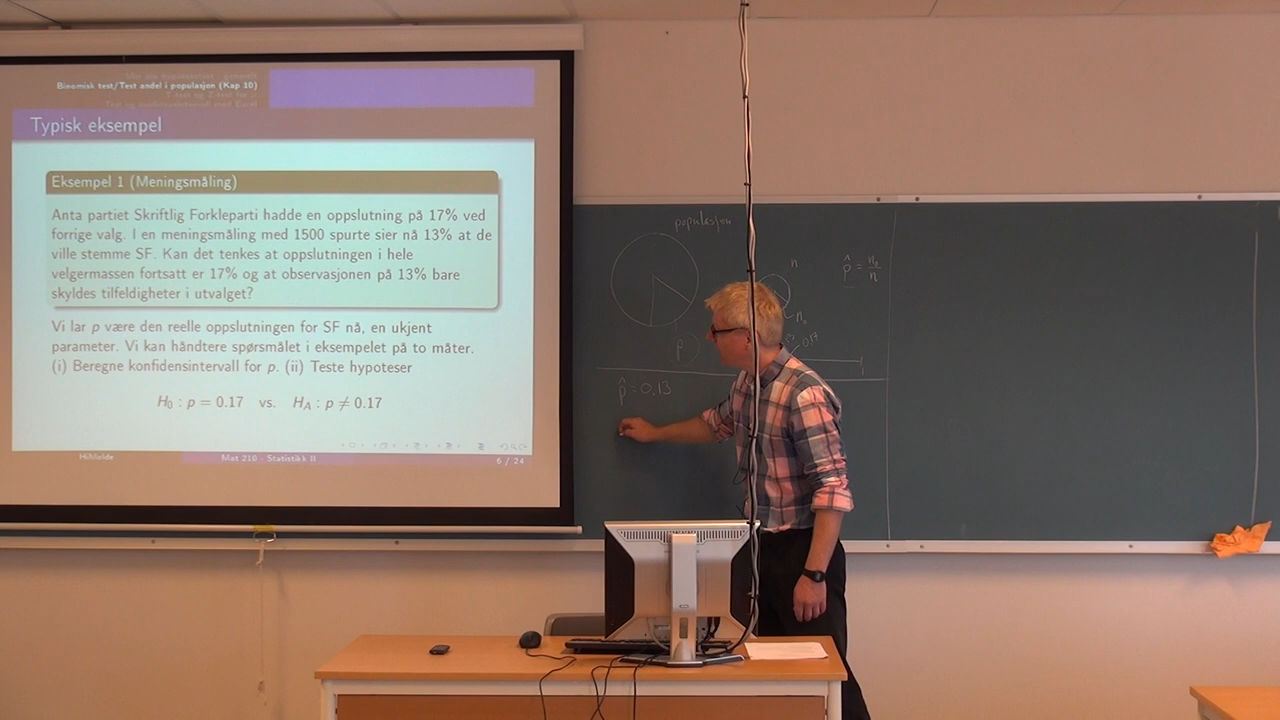 Binomisk test/Test andel i populasjon (Kap 10)
Typisk eksempel
Eksempel 1 (Meningsmåling)
Anta partiet Skriftlig Forkleparti hadde en oppslutning på 17% ved
forrige valg. I en meningsmåling med 1500 spurte sier nå 13% at de
ville stemme SF. Kan det tenkes at oppslutningen i hele
velgermassen fortsatt er 17% og at observasjonen på 13% bare
skyldes tilfeldigheter i utvalget?
Vi lar p være den reelle oppslutningen for SF nå, en ukjent
parameter. Vi kan håndtere spørsmålet i eksempelet på to måter.
(i) Beregne konfidensintervall for p. (ii) Teste hypoteser
H₀ : p = 0.17 vs. H_A : p ≠ 0.17
HiMolde
Mat 210 - Statistikk II
6 / 24
populasjon
n
p
p̂ =
0.17
p̂ = 0.13